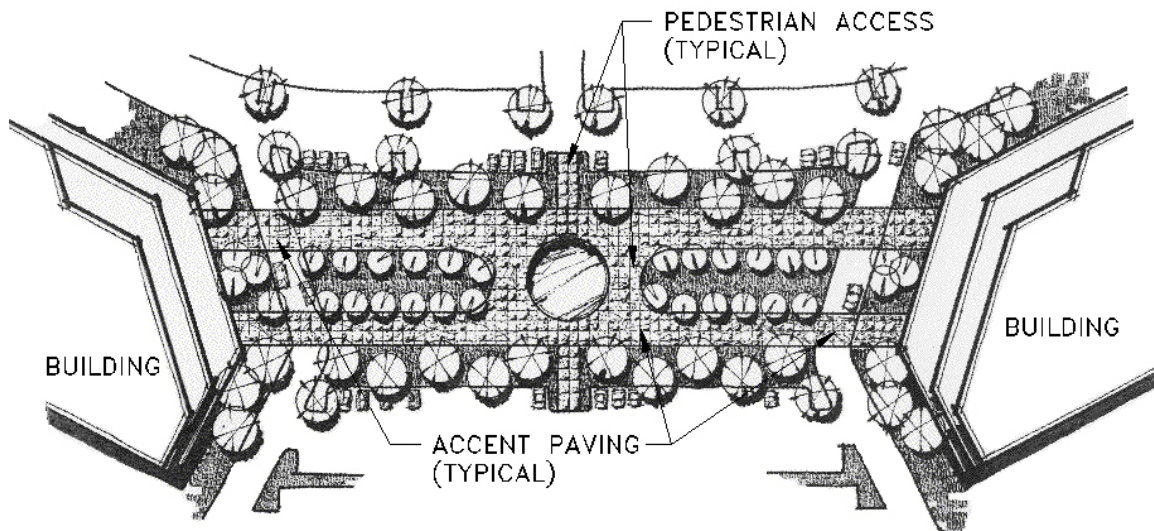 PEDESTRIAN ACCESS
(TYPICAL)
BUILDING
BUILDING
ACCENT PAVING
(TYPICAL)